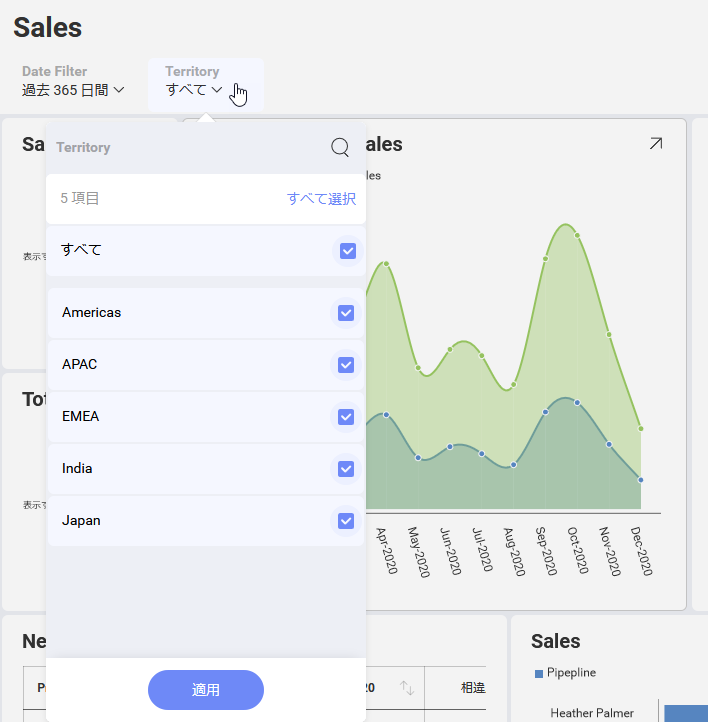 Sales
Date Filter
過去 365 日間
Territory
すべて
Sa
ales
les
表示す
Territory
5 項目
すべて選択
すべて
Americas
APAC
EMEA
India
Japan
適用
Tot
表示す
Apr-2020
May-2020
Jun-2020
Jul-2020
Aug-2020
Sep-2020
Oct-2020
Nov-2020
Dec-2020
Ne
20
相違
Sales
Pipepline
Heather Palmer